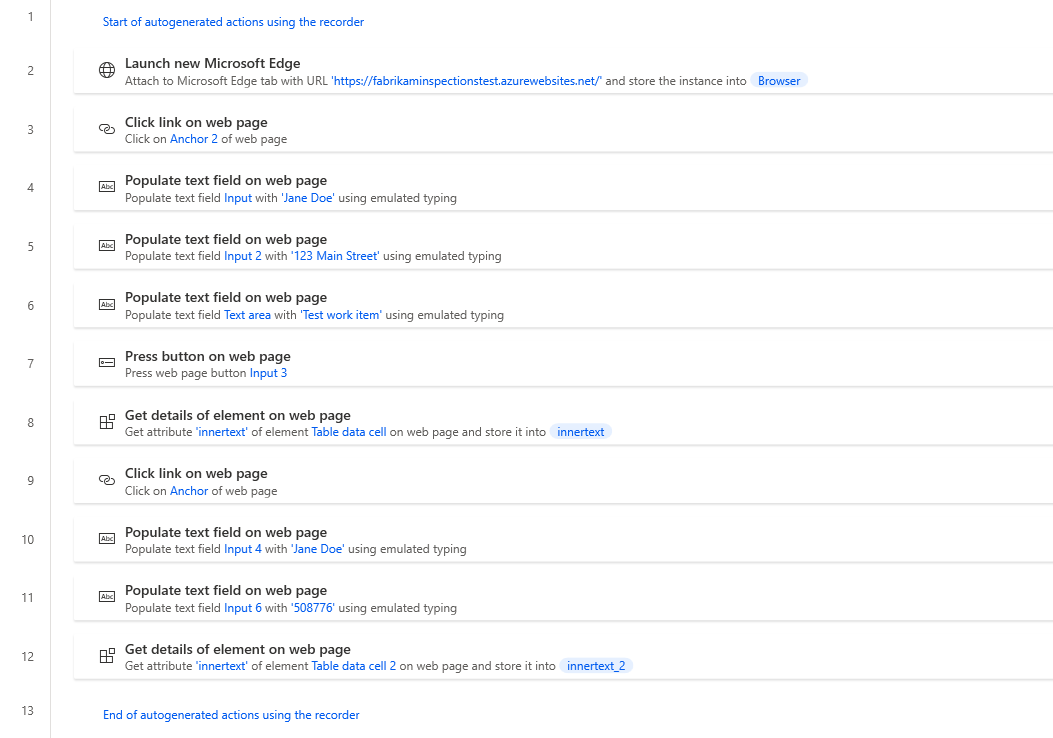 1
Start of autogenerated actions using the recorder
2
Launch new Microsoft Edge
Attach to Microsoft Edge tab with URL 'https://fabrikaminspectionstest.azurewebsites.net/' and store the instance into Browser
3
Click link on web page
Click on Anchor 2 of web page
4
Abc
Populate text field on web page
Populate text field Input with 'Jane Doe' using emulated typing
5
Abc
Populate text field on web page
Populate text field Input 2 with '123 Main Street' using emulated typing
6
Abc
Populate text field on web page
Populate text field Text area with 'Test work item' using emulated typing
7
Press button on web page
Press web page button Input 3
8
Get details of element on web page
Get attribute 'innertext' of element Table data cell on web page and store it into innertext
9
Click link on web page
Click on Anchor of web page
10
Abc
Populate text field on web page
Populate text field Input 4 with 'Jane Doe' using emulated typing
11
Abc
Populate text field on web page
Populate text field Input 6 with '508776' using emulated typing
12
Get details of element on web page
Get attribute 'innertext' of element Table data cell 2 on web page and store it into innertext_2
13
End of autogenerated actions using the recorder